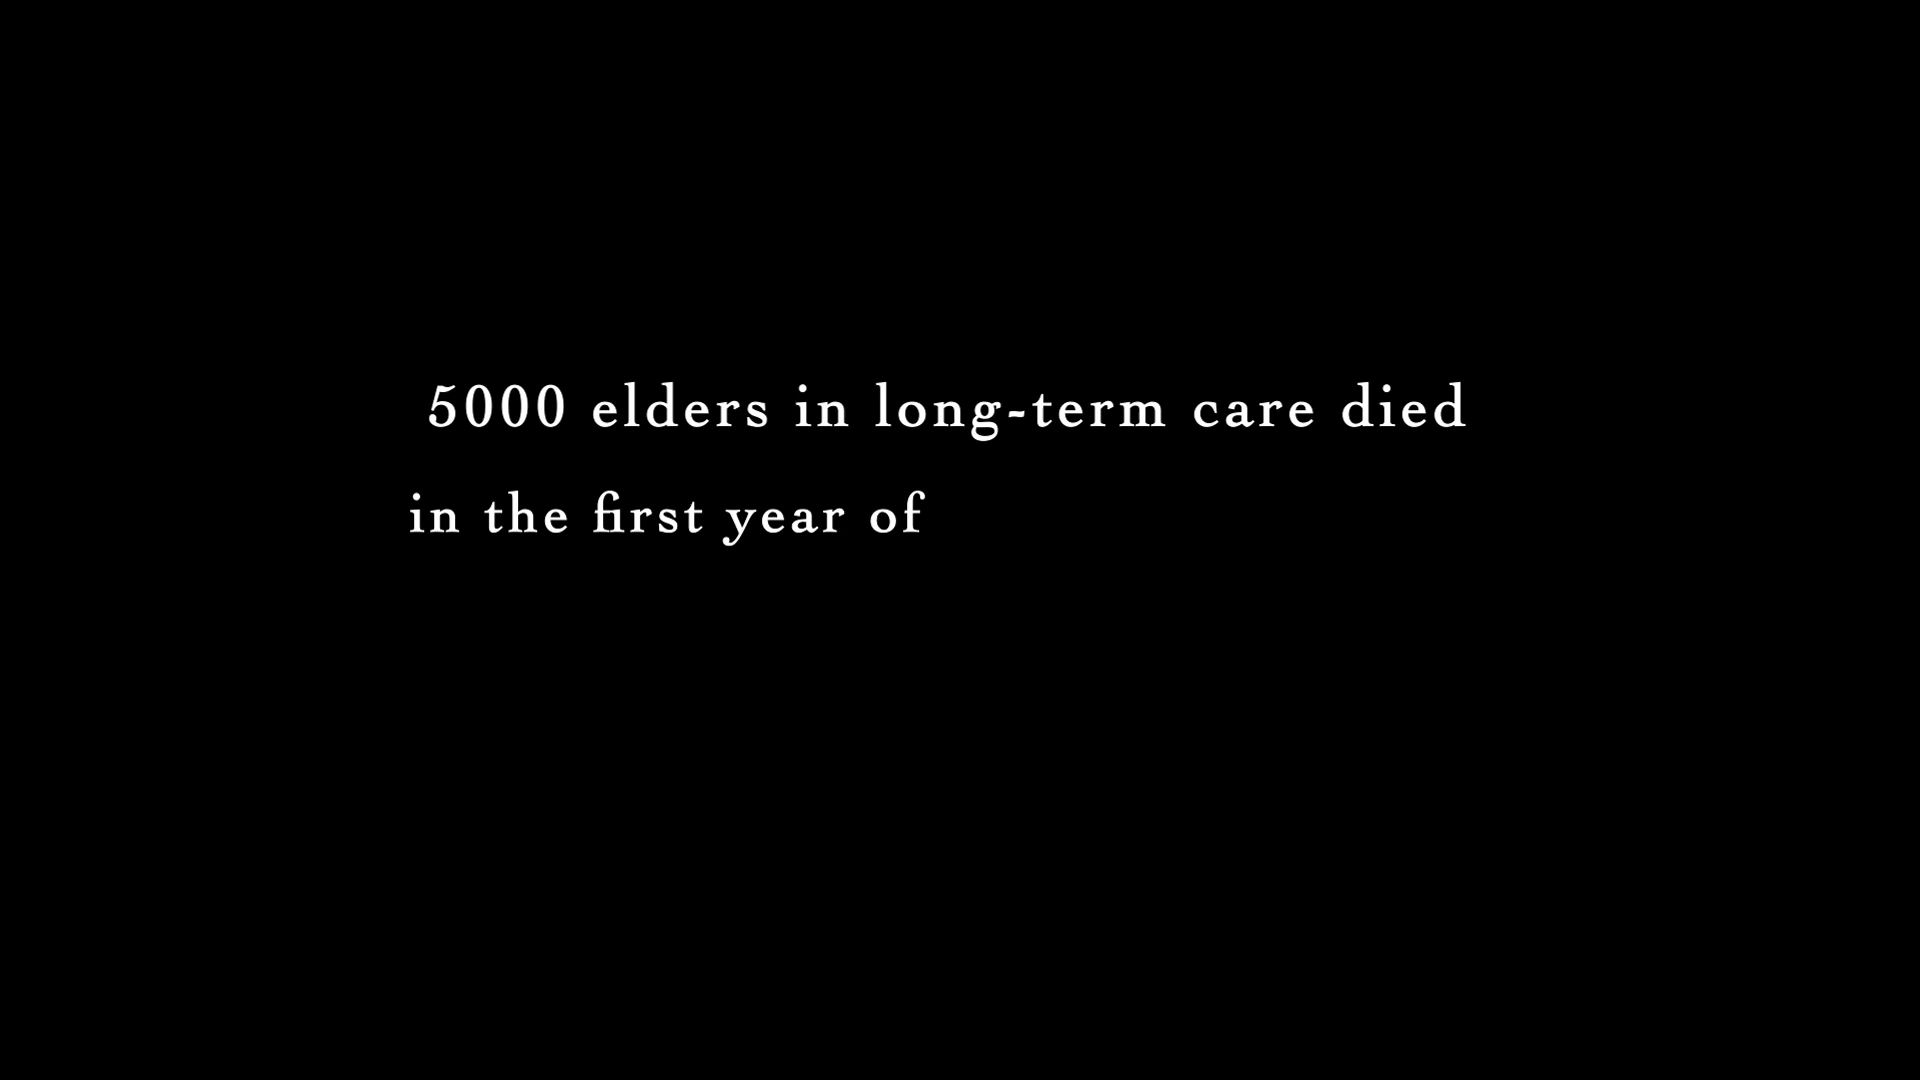 5000 elders in long-term care died
in the first year of